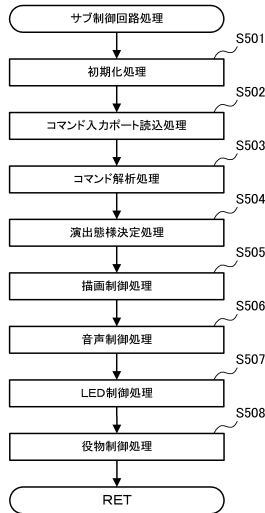 サブ制御回路処理
S501
初期化処理
S502
コマンド入力ポート読込処理
S503
コマンド解析処理
S504
演出態様決定処理
S505
描画制御処理
S506
音声制御処理
S507
LED制御処理
S508
役物制御処理
RET